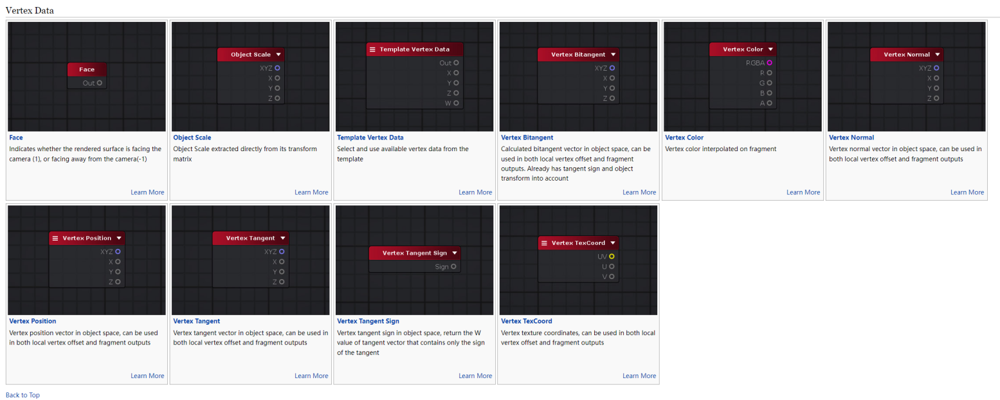 Vertex Data
Face
Out
Face
Indicates whether the rendered surface is facing the
camera (1), or facing away from the camera(-1)
Learn More
Object Scale
XYZ
X
Y
Z
Object Scale
Object Scale extracted directly from its transform
matrix
Learn More
Template Vertex Data
Out
X
Y
Z
W
Template Vertex Data
Select and use available vertex data from the
template
Learn More
Vertex Bitangent
XYZ
X
Y
Z
Vertex Bitangent
Calculated bitangent vector in object space, can be
used in both local vertex offset and fragment
outputs. Already has tangent sign and object
transform into account
Learn More
Vertex Color
RGBA
R
G
B
A
Vertex Color
Vertex color interpolated on fragment
Learn More
Vertex Normal
XYZ
X
Y
Z
Vertex Normal
Vertex normal vector in object space, can be used in
both local vertex offset and fragment outputs
Learn More
Vertex Position
XYZ
X
Y
Z
Vertex Position
Vertex position vector in object space, can be used
in both local vertex offset and fragment outputs
Learn More
Vertex Tangent
XYZ
X
Y
Z
Vertex Tangent
Vertex tangent vector in object space, can be used in
both local vertex offset and fragment outputs
Learn More
Vertex Tangent Sign
Sign
Vertex Tangent Sign
Vertex tangent sign in object space, return the W
value of tangent vector that contains only the sign
of the tangent
Learn More
Vertex TexCoord
UV
U
V
Vertex TexCoord
Vertex texture coordinates, can be used in both local
vertex offset and fragment outputs
Learn More
Back to Top